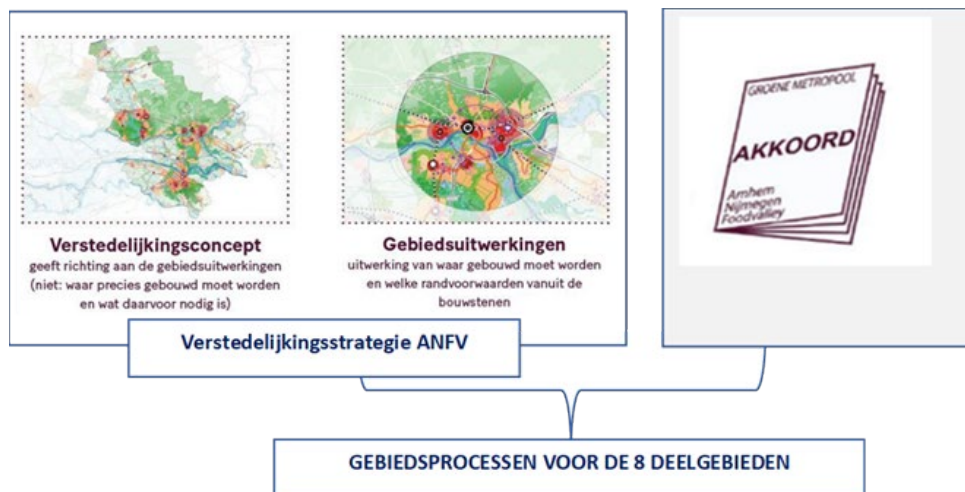 Verstedelijkingsconcept
geeft richting aan de gebiedsuitwerkingen
(niet: waar precies gebouwd moet worden
en wat daarvoor nodig is)
Gebiedsuitwerkingen
uitwerking van waar gebouwd moet worden
en welke randvoorwaarden vanuit de
bouwstenen
Verstedelijkingsstrategie ANFV
GROENE METROPOOL
AKKOORD
Arnhem
Nijmegen
Foodvalley
GEBIEDSPROCESSEN VOOR DE 8 DEELGEBIEDEN